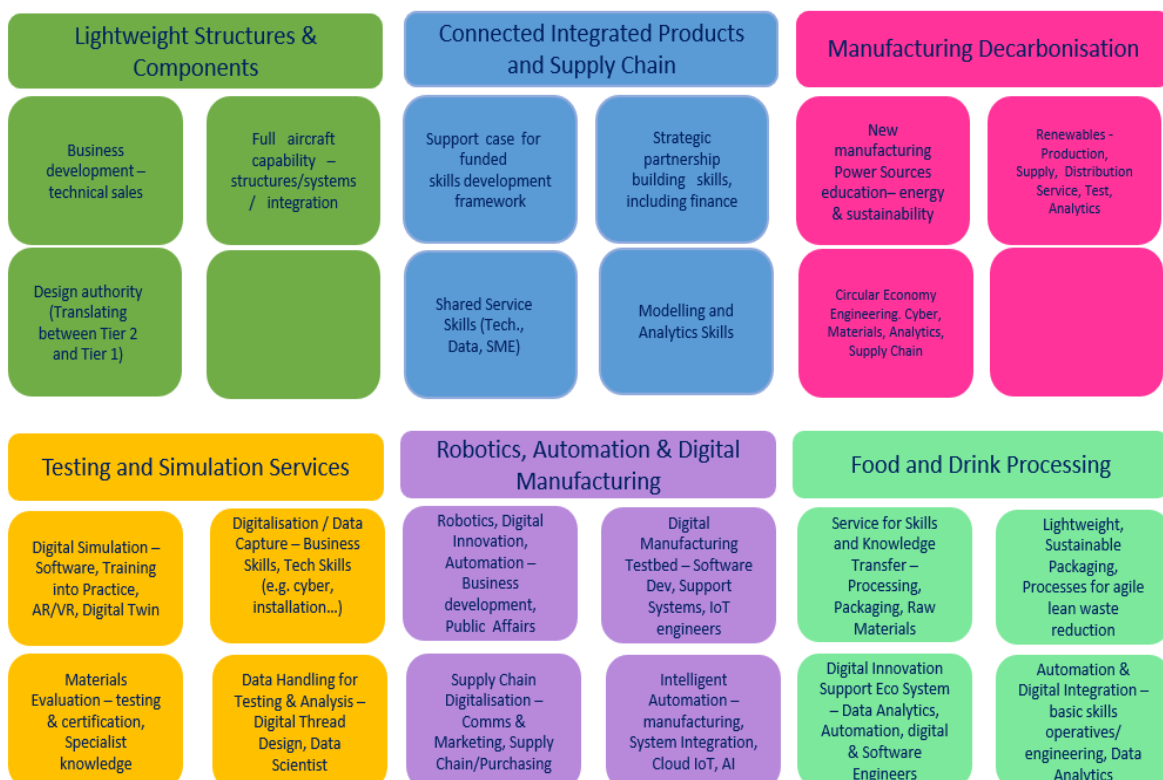 Lightweight Structures &
Components
Connected Integrated Products
and Supply Chain
Manufacturing Decarbonisation
Business
development –
technical sales
Full aircraft
capability –
structures/systems
/ integration
Support case for
funded
skills development
framework
Strategic
partnership
building skills,
including finance
New
manufacturing
Power Sources
education– energy
& sustainability
Renewables -
Production,
Supply, Distribution
Service, Test,
Analytics
Design authority
(Translating
between Tier 2
and Tier 1)
Shared Service
Skills (Tech.,
Data, SME)
Modelling and
Analytics Skills
Circular Economy
Engineering. Cyber,
Materials, Analytics,
Supply Chain
Testing and Simulation Services
Robotics, Automation & Digital
Manufacturing
Food and Drink Processing
Digital Simulation –
Software, Training
into Practice,
AR/VR, Digital Twin
Digitalisation / Data
Capture – Business
Skills, Tech Skills
(e.g. cyber,
installation...)
Robotics, Digital
Innovation,
Automation –
Business
development,
Public Affairs
Digital
Manufacturing
Testbed – Software
Dev, Support
Systems, IoT
engineers
Service for Skills
and Knowledge
Transfer –
Processing,
Packaging, Raw
Materials
Lightweight,
Sustainable
Packaging,
Processes for agile
lean waste
reduction
Materials
Evaluation – testing
& certification,
Specialist
knowledge
Data Handling for
Testing & Analysis –
Digital Thread
Design, Data
Scientist
Supply Chain
Digitalisation –
Comms &
Marketing, Supply
Chain/Purchasing
Intelligent
Automation –
manufacturing,
System Integration,
Cloud IoT, AI
Digital Innovation
Support Eco System
– Data Analytics,
Automation, digital
& Software
Engineers
Automation &
Digital Integration –
basic skills
operatives/
engineering, Data
Analytics